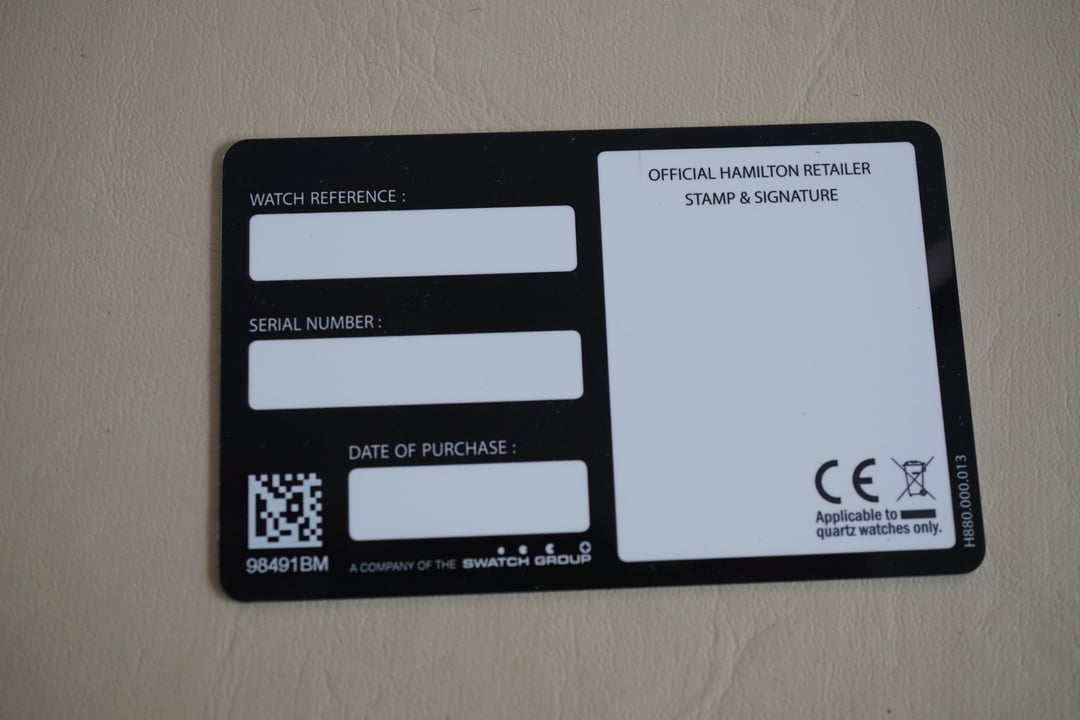 WATCH REFERENCE :
SERIAL NUMBER :
DATE OF PURCHASE :
98491BM
A COMPANY OF THE SWATCH GROUP
OFFICIAL HAMILTON RETAILER
STAMP & SIGNATURE
CE
Applicable to
quartz watches only.
H880.000.013